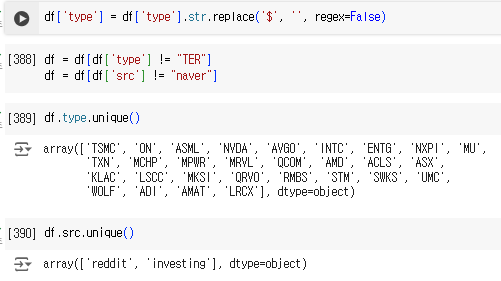 df['type'] = df['type'].str.replace('$', '', regex=False)
[388] df = df[df['type'] != "TER"]
df = df[df['src'] != "naver"]
[389] df.type.unique()
array(['TSMC', 'ON', 'ASML', 'NVDA', 'AVGO', 'INTC', 'ENTG', 'NXPI', 'MU',
'TXN', 'MCHP', 'MPWR', 'MRVL', 'QCOM', 'AMD', 'ACLS', 'ASX',
'KLAC', 'LSCC', 'MKSI', 'QRVO', 'RMBS', 'STM', 'SWKS', 'UMC',
'WOLF', 'ADI', 'AMAT', 'LRCX'], dtype=object)
[390] df.src.unique()
array(['reddit', 'investing'], dtype=object)